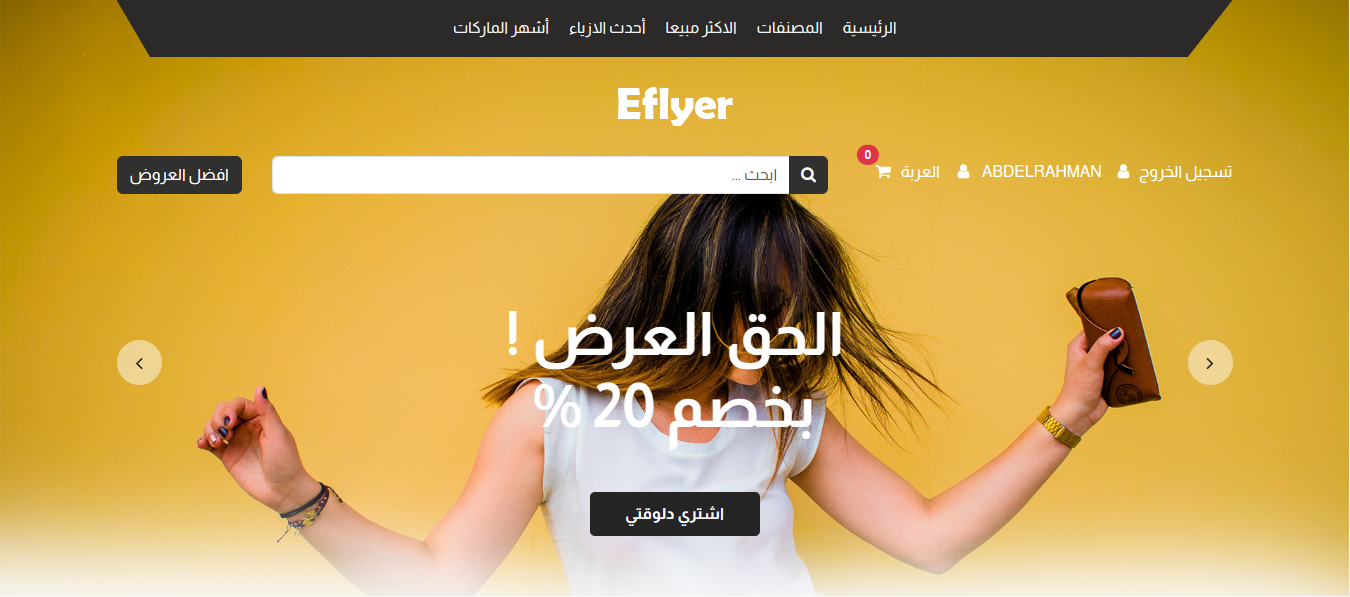 الرئيسية المصنفات الاكثر مبيعا أحدث الازياء أشهر الماركات
Eflyer
تسجيل الخروج ABDELRAHMAN العربة 0
ابحث ...
افضل العروض
الحق العرض !
بخصم 20 %
اشتري دلوقتي